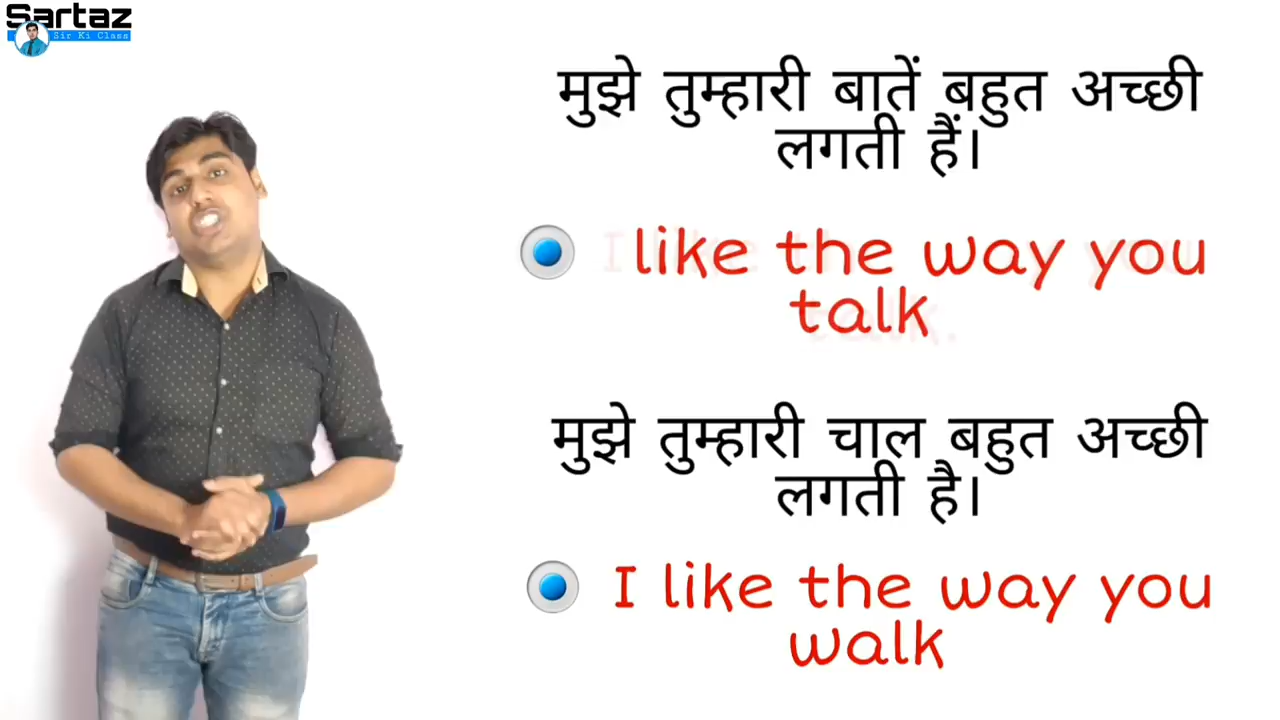 Sartaz
Sir Ki Class
मुझे तुम्हारी बातें बहुत अच्छी
लगती हैं।
I like the way you
talk.
मुझे तुम्हारी चाल बहुत अच्छी
लगती है।
I like the way you
walk